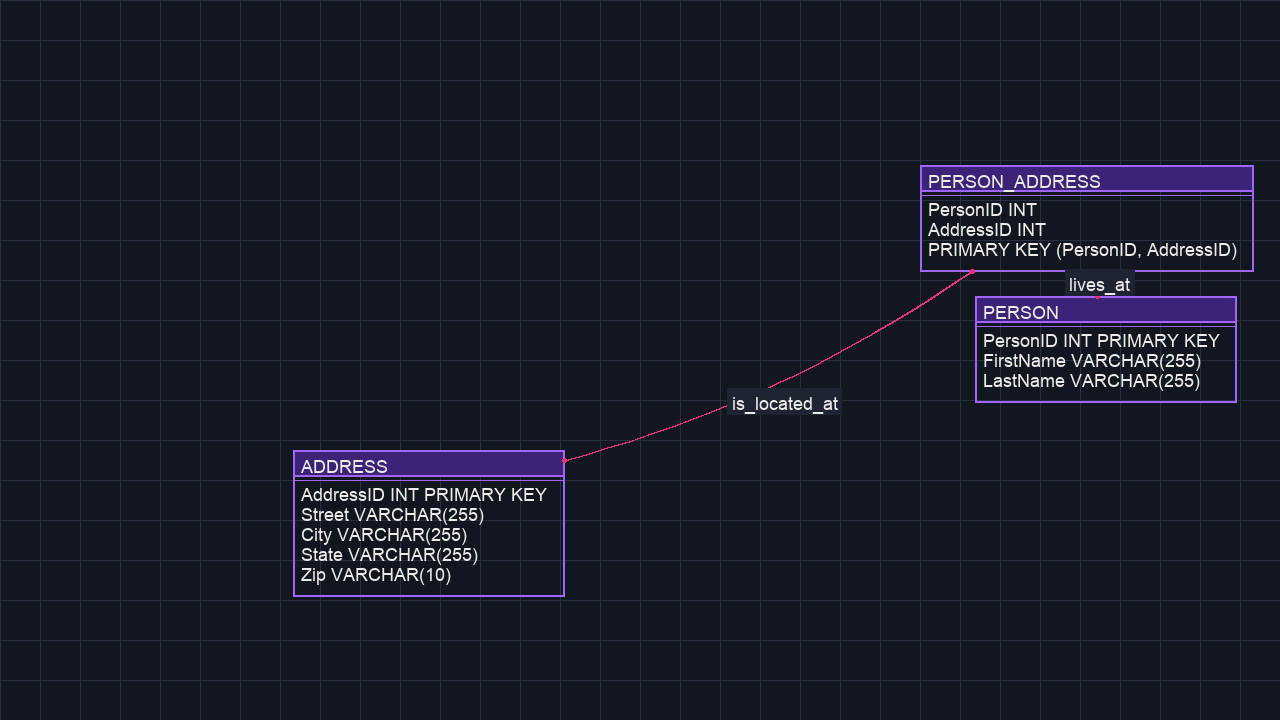 PERSON_ADDRESS
PersonID INT
AddressID INT
PRIMARY KEY (PersonID, AddressID)
lives_at
PERSON
PersonID INT PRIMARY KEY
FirstName VARCHAR(255)
LastName VARCHAR(255)
is_located_at
ADDRESS
AddressID INT PRIMARY KEY
Street VARCHAR(255)
City VARCHAR(255)
State VARCHAR(255)
Zip VARCHAR(10)